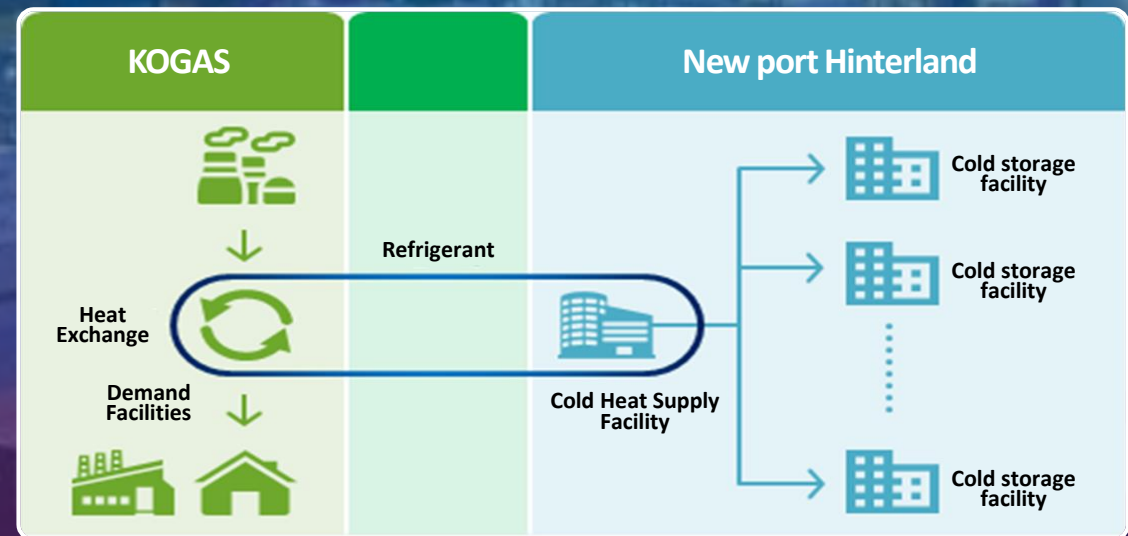 KOGAS
New port Hinterland
Cold storage
facility
Refrigerant
Cold storage
facility
Heat
Exchange
Demand
Facilities
Cold Heat Supply
Facility
Cold storage
facility